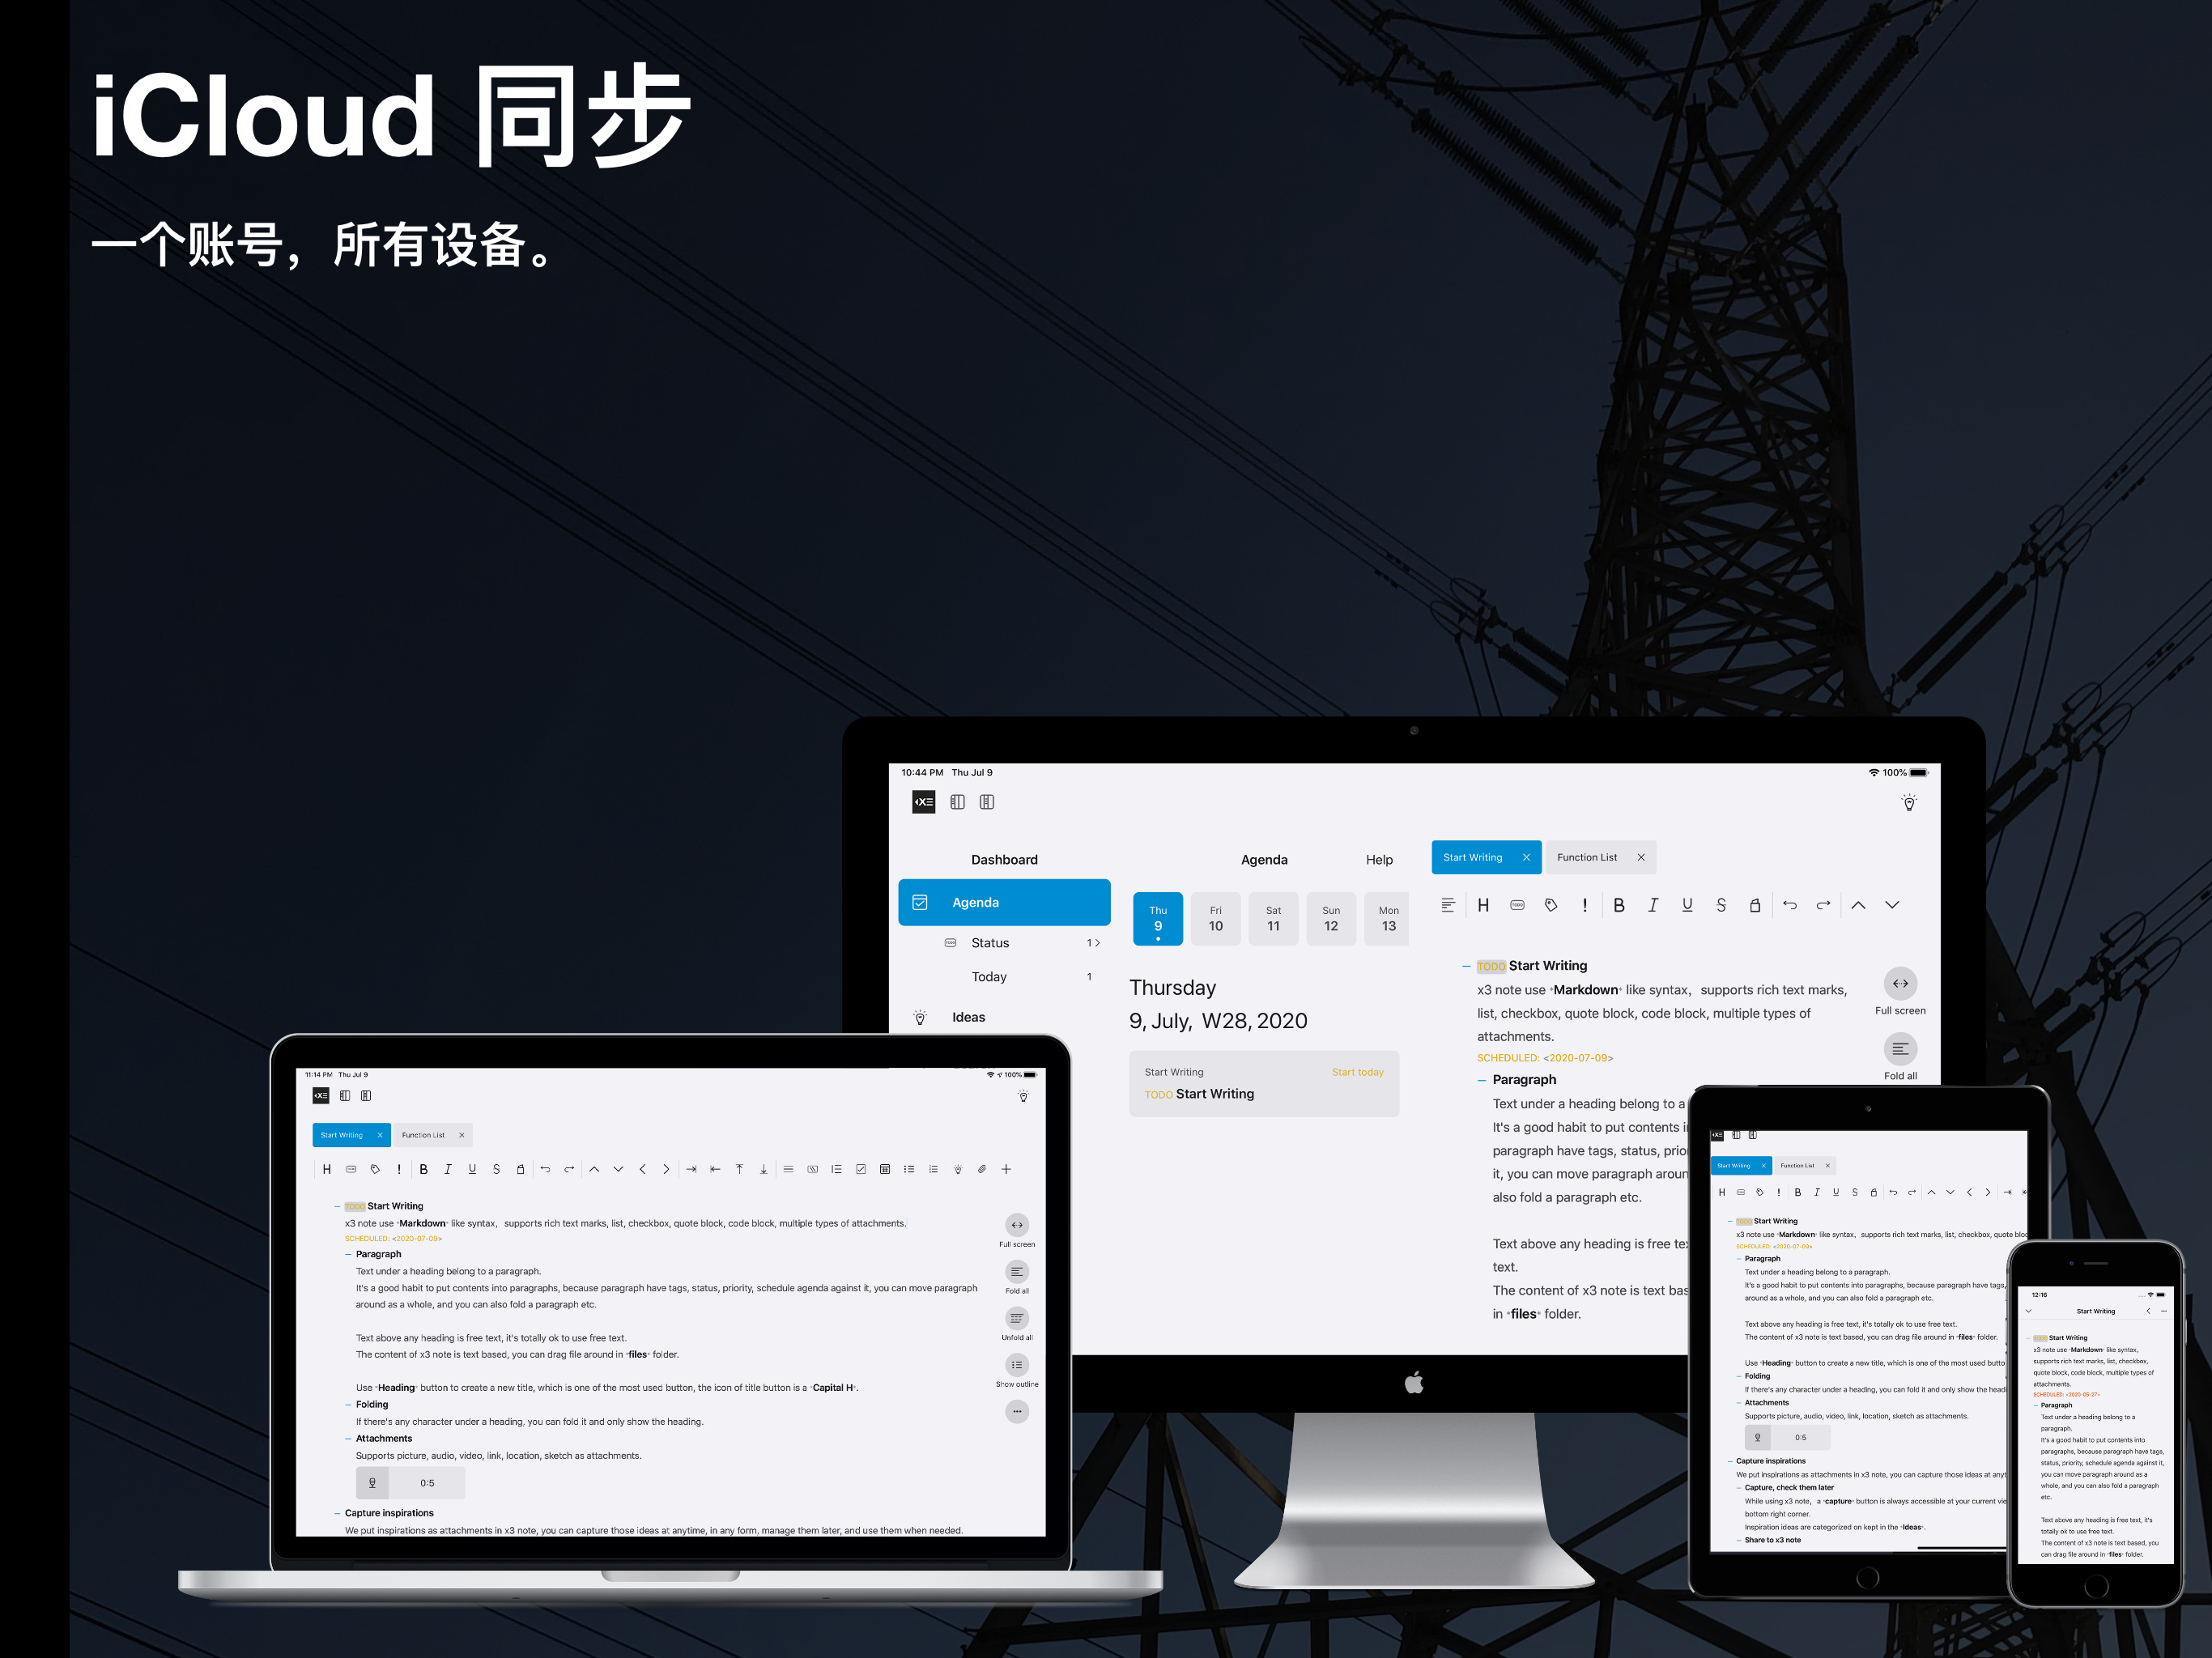 iCloud 同步
一个账号，所有设备。
10:44 PM Thu Jul 9
100%
Dashboard
Agenda
Status 1
Today 1
Ideas
Agenda Help
Thu 9
Fri 10
Sat 11
Sun 12
Mon 13
Thursday
9, July, W28, 2020
Start Writing Start today
TODO Start Writing
Start Writing Function List
H TODO ! B I U S
TODO Start Writing
x3 note use *Markdown* like syntax，supports rich text marks,
list, checkbox, quote block, code block, multiple types of
attachments.
SCHEDULED: <2020-07-09>
Paragraph
Text under a heading belong to a
It's a good habit to put contents i
paragraph have tags, status, prio
it, you can move paragraph aroun
also fold a paragraph etc.
Text above any heading is free te
text.
The content of x3 note is text bas
in *files* folder.
Full screen
Fold all
11:14 PM Thu Jul 9
100%
Start Writing Function List
H ! B I U S
TODO Start Writing
x3 note use *Markdown* like syntax，supports rich text marks, list, checkbox, quote block, code block, multiple types of attachments.
SCHEDULED: <2020-07-09>
Paragraph
Text under a heading belong to a paragraph.
It's a good habit to put contents into paragraphs, because paragraph have tags, status, priority, schedule agenda against it, you can move paragraph
around as a whole, and you can also fold a paragraph etc.
Text above any heading is free text, it's totally ok to use free text.
The content of x3 note is text based, you can drag file around in *files* folder.
Use *Heading* button to create a new title, which is one of the most used button, the icon of title button is a *Capital H*.
Folding
If there's any character under a heading, you can fold it and only show the heading.
Attachments
Supports picture, audio, video, link, location, sketch as attachments.
0:5
Capture inspirations
We put inspirations as attachments in x3 note, you can capture those ideas at anytime, in any form, manage them later, and use them when needed.
Full screen
Fold all
Unfold all
Show outline
Start Writing Function List
H ! B I U S
TODO Start Writing
x3 note use *Markdown* like syntax，supports rich text marks, list, checkbox, quote bloc
SCHEDULED: <2020-07-09>
Paragraph
Text under a heading belong to a paragraph.
It's a good habit to put contents into paragraphs, because paragraph have tags,
around as a whole, and you can also fold a paragraph etc.
Text above any heading is free text, it's totally ok to use free text.
The content of x3 note is text based, you can drag file around in *files* folder.
Use *Heading* button to create a new title, which is one of the most used butto
Folding
If there's any character under a heading, you can fold it and only show the headi
Attachments
Supports picture, audio, video, link, location, sketch as attachments.
0:5
Capture inspirations
We put inspirations as attachments in x3 note, you can capture those ideas at anyt
Capture, check them later
While using x3 note，a *capture* button is always accessible at your current vie
bottom right corner.
Inspiration ideas are categorized on kept in the *Ideas*.
Share to x3 note
12:16
Start Writing
TODO Start Writing
x3 note use *Markdown* like syntax,
supports rich text marks, list, checkbox,
quote block, code block, multiple types of
attachments.
SCHEDULED: <2020-05-27>
Paragraph
Text under a heading belong to a
paragraph.
It's a good habit to put contents into
paragraphs, because paragraph have tags,
status, priority, schedule agenda against it,
you can move paragraph around as a
whole, and you can also fold a paragraph
etc.
Text above any heading is free text, it's
totally ok to use free text.
The content of x3 note is text based, you
can drag file around in *files* folder.